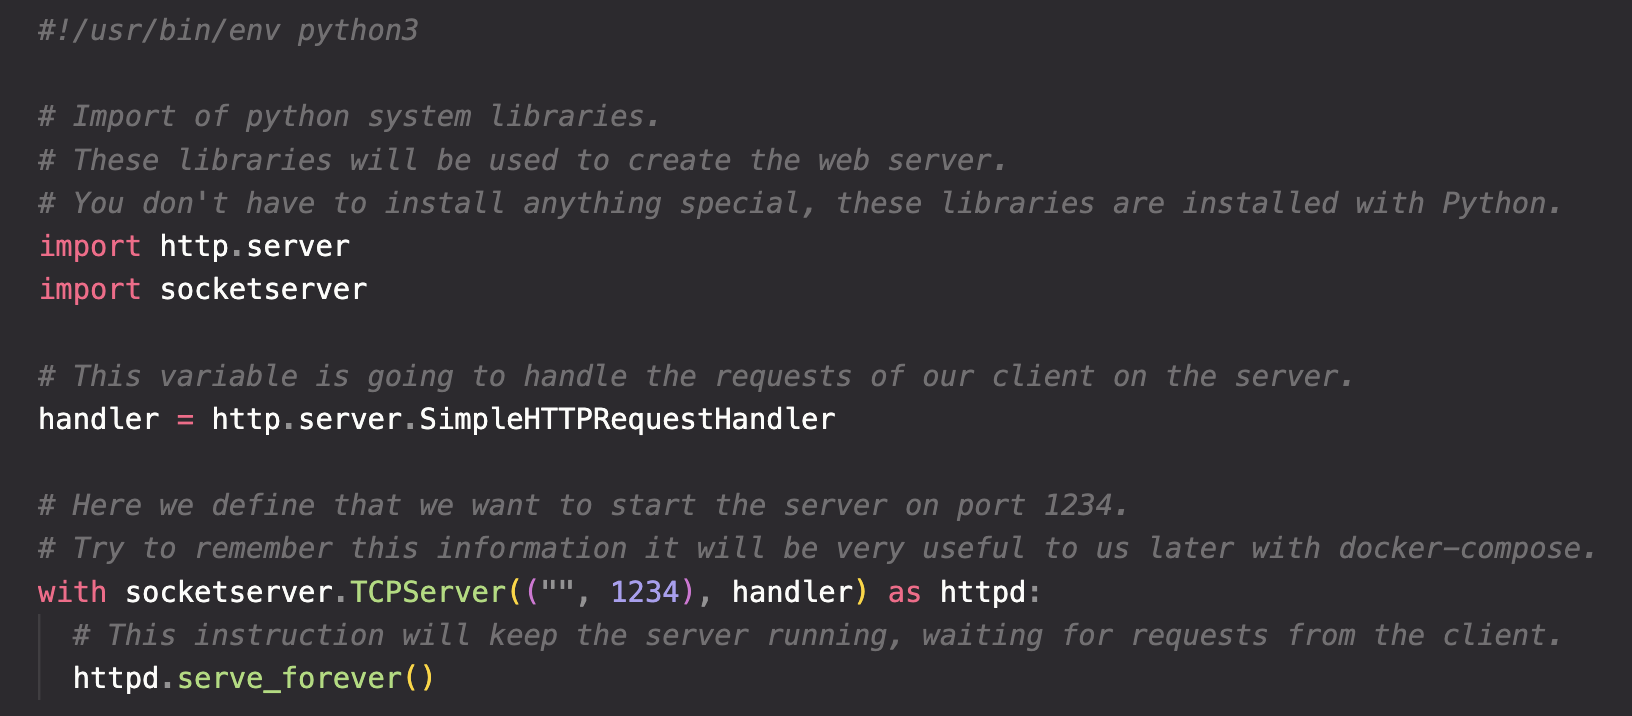 #!/usr/bin/env python3
# Import of python system libraries.
# These libraries will be used to create the web server.
# You don't have to install anything special, these libraries are installed with Python.
import http.server
import socketserver
# This variable is going to handle the requests of our client on the server.
handler = http.server.SimpleHTTPRequestHandler
# Here we define that we want to start the server on port 1234.
# Try to remember this information it will be very useful to us later with docker-compose.
with socketserver.TCPServer(("", 1234), handler) as httpd:
  # This instruction will keep the server running, waiting for requests from the client.
  httpd.serve_forever()